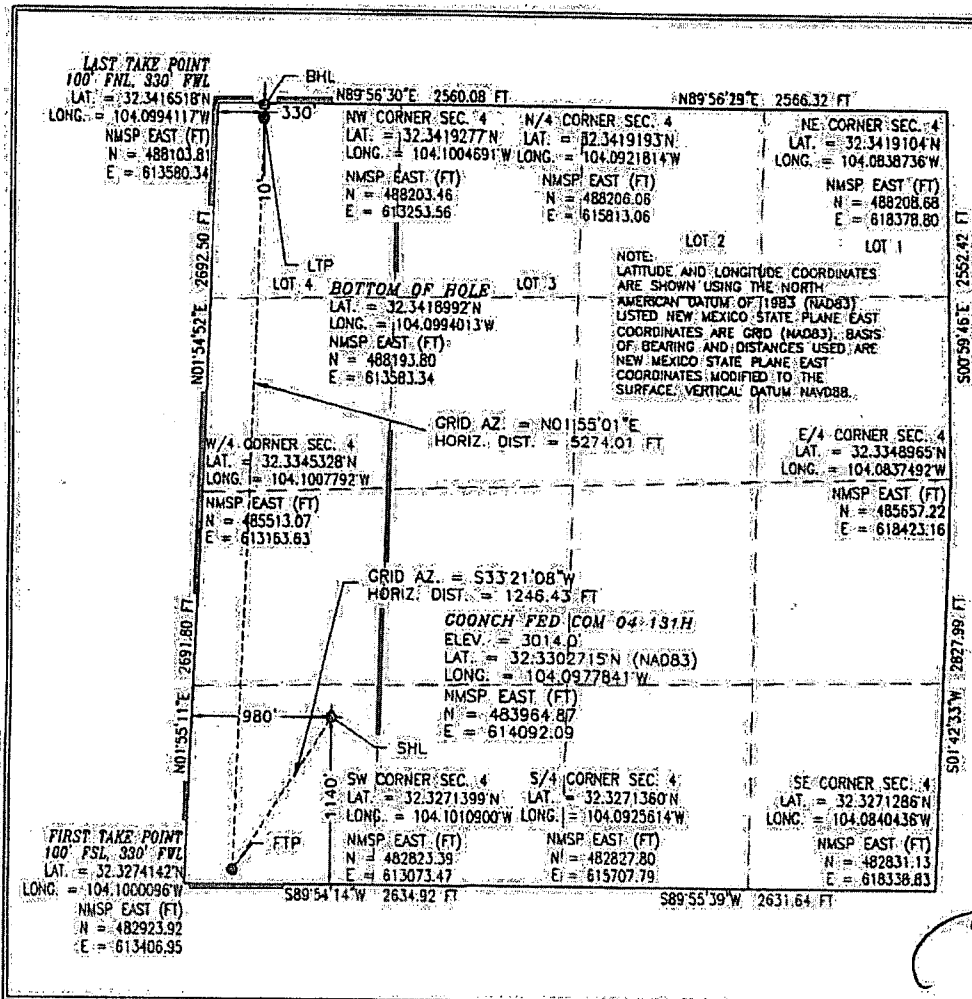 LAST TAKE POINT
100' FNL, 330' FWL
LAT. = 32.3416518'N
LONG. = 104.0994117'W
NMSP EAST (FT)
N = 488103.81
E = 613580.34
BHL
N89°56'30"E 2560.08 FT
N89°56'29"E 2566.32 FT
330'
10'
NW CORNER SEC. 4
LAT. = 32.3419277'N
LONG. = 104.1004691'W
NMSP EAST (FT)
N = 488203.46
E = 613253.56
N/4 CORNER SEC. 4
LAT. = 32.3419193'N
LONG. = 104.0921814'W
NMSP EAST (FT)
N = 488206.06
E = 615813.06
NE CORNER SEC. 4
LAT. = 32.3419104'N
LONG. = 104.0838736'W
NMSP EAST (FT)
N = 488208.68
E = 618378.80
LTP
LOT 4
LOT 3
LOT 2
LOT 1
N01°54'52"E 2692.50 FT
S00°59'46"E 2552.42 FT
BOTTOM OF HOLE
LAT. = 32.3418992'N
LONG. = 104.0994013'W
NMSP EAST (FT)
N = 488193.80
E = 613583.34
NOTE:
LATITUDE AND LONGITUDE COORDINATES
ARE SHOWN USING THE NORTH
AMERICAN DATUM OF 1983 (NAD83)
LISTED NEW MEXICO STATE PLANE EAST
COORDINATES ARE GRID (NAD83). BASIS
OF BEARING AND DISTANCES USED ARE
NEW MEXICO STATE PLANE EAST
COORDINATES MODIFIED TO THE
SURFACE. VERTICAL DATUM NAVD88.
GRID AZ. = N01°55'01"E
HORIZ. DIST. = 5274.01 FT
W/4 CORNER SEC. 4
LAT. = 32.3345328'N
LONG. = 104.1007792'W
NMSP EAST (FT)
N = 485513.07
E = 613163.63
E/4 CORNER SEC. 4
LAT. = 32.3348965'N
LONG. = 104.0837492'W
NMSP EAST (FT)
N = 485657.22
E = 618423.16
GRID AZ. = S33°21'08"W
HORIZ. DIST. = 1246.43 FT
COONCH FED COM 04 131H
ELEV. = 3014.0'
LAT. = 32.3302715'N (NAD83)
LONG. = 104.0977841'W
NMSP EAST (FT)
N = 483964.87
E = 614092.09
N01°55'11"E 2691.80 FT
S01°42'33"W 2827.99 FT
980'
SHL
1140'
FTP
SW CORNER SEC. 4
LAT. = 32.3271399'N
LONG. = 104.1010900'W
NMSP EAST (FT)
N = 482823.39
E = 613073.47
S/4 CORNER SEC. 4
LAT. = 32.3271360'N
LONG. = 104.0925614'W
NMSP EAST (FT)
N = 482827.80
E = 615707.79
SE CORNER SEC. 4
LAT. = 32.3271286'N
LONG. = 104.0840436'W
NMSP EAST (FT)
N = 482831.13
E = 618338.83
FIRST TAKE POINT
100' FSL, 330' FWL
LAT. = 32.3274142'N
LONG. = 104.1000096'W
NMSP EAST (FT)
N = 482923.92
E = 613406.95
S89°54'14"W 2634.92 FT
S89°55'39"W 2631.64 FT